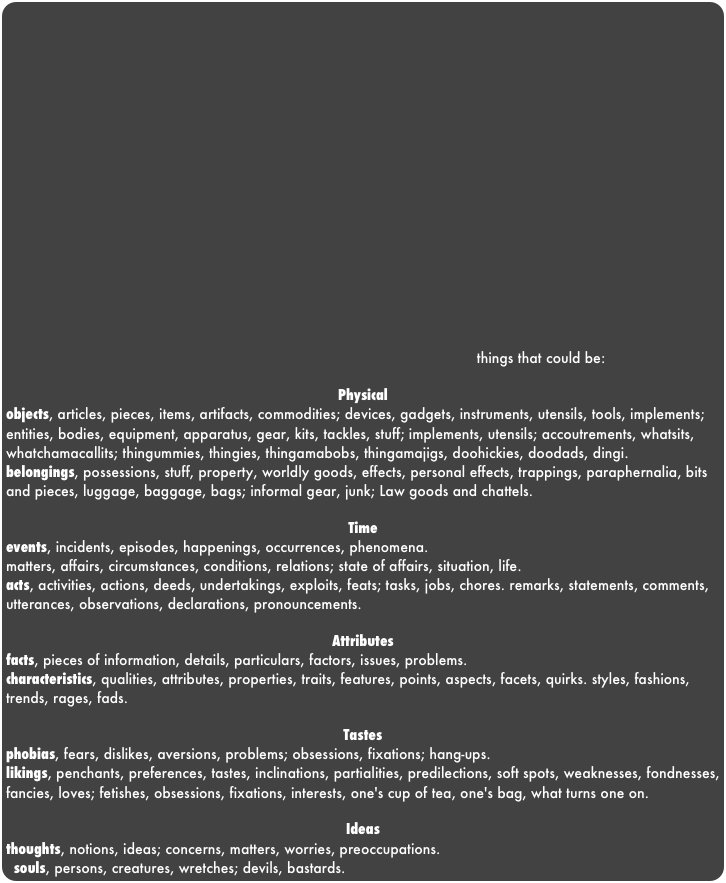 things that could be:
Physical
objects, articles, pieces, items, artifacts, commodities; devices, gadgets, instruments, utensils, tools, implements;
entities, bodies, equipment, apparatus, gear, kits, tackles, stuff; implements, utensils; accoutrements, whatsits,
whatchamacallits; thingummies, thingies, thingamabobs, thingamajigs, doohickies, doodads, dingi.
belongings, possessions, stuff, property, worldly goods, effects, personal effects, trappings, paraphernalia, bits
and pieces, luggage, baggage, bags; informal gear, junk; Law goods and chattels.
Time
events, incidents, episodes, happenings, occurrences, phenomena.
matters, affairs, circumstances, conditions, relations; state of affairs, situation, life.
acts, activities, actions, deeds, undertakings, exploits, feats; tasks, jobs, chores. remarks, statements, comments,
utterances, observations, declarations, pronouncements.
Attributes
facts, pieces of information, details, particulars, factors, issues, problems.
characteristics, qualities, attributes, properties, traits, features, points, aspects, facets, quirks. styles, fashions,
trends, rages, fads.
Tastes
phobias, fears, dislikes, aversions, problems; obsessions, fixations; hang-ups.
likings, penchants, preferences, tastes, inclinations, partialities, predilections, soft spots, weaknesses, fondnesses,
fancies, loves; fetishes, obsessions, fixations, interests, one's cup of tea, one's bag, what turns one on.
Ideas
thoughts, notions, ideas; concerns, matters, worries, preoccupations.
souls, persons, creatures, wretches; devils, bastards.